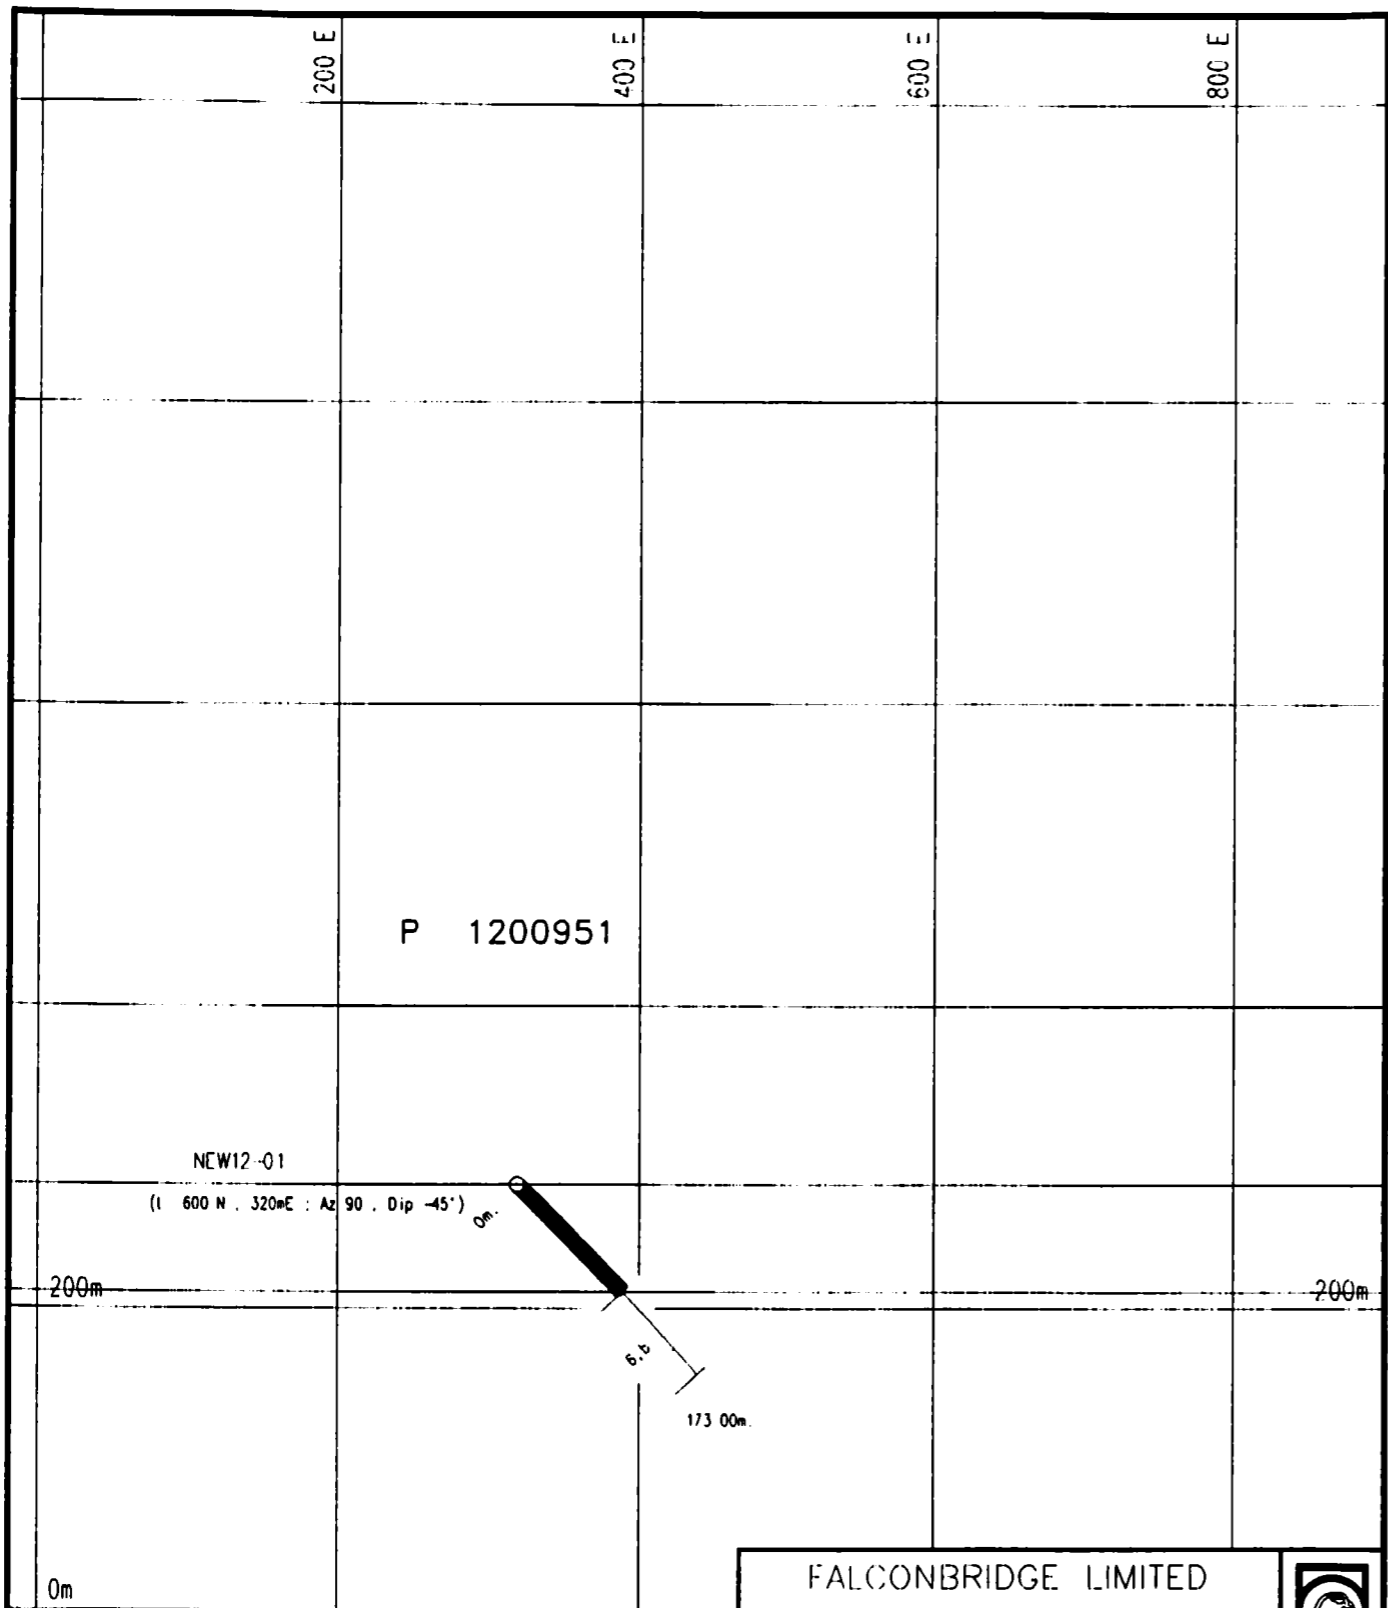 200 E
400 E
600 E
800 E
P 1200951
NEW12-01
(L 600 N , 320mE : Az 90 , Dip -45°)
0m.
200m
200m
6,b
173 00m.
0m
FALCONBRIDGE LIMITED